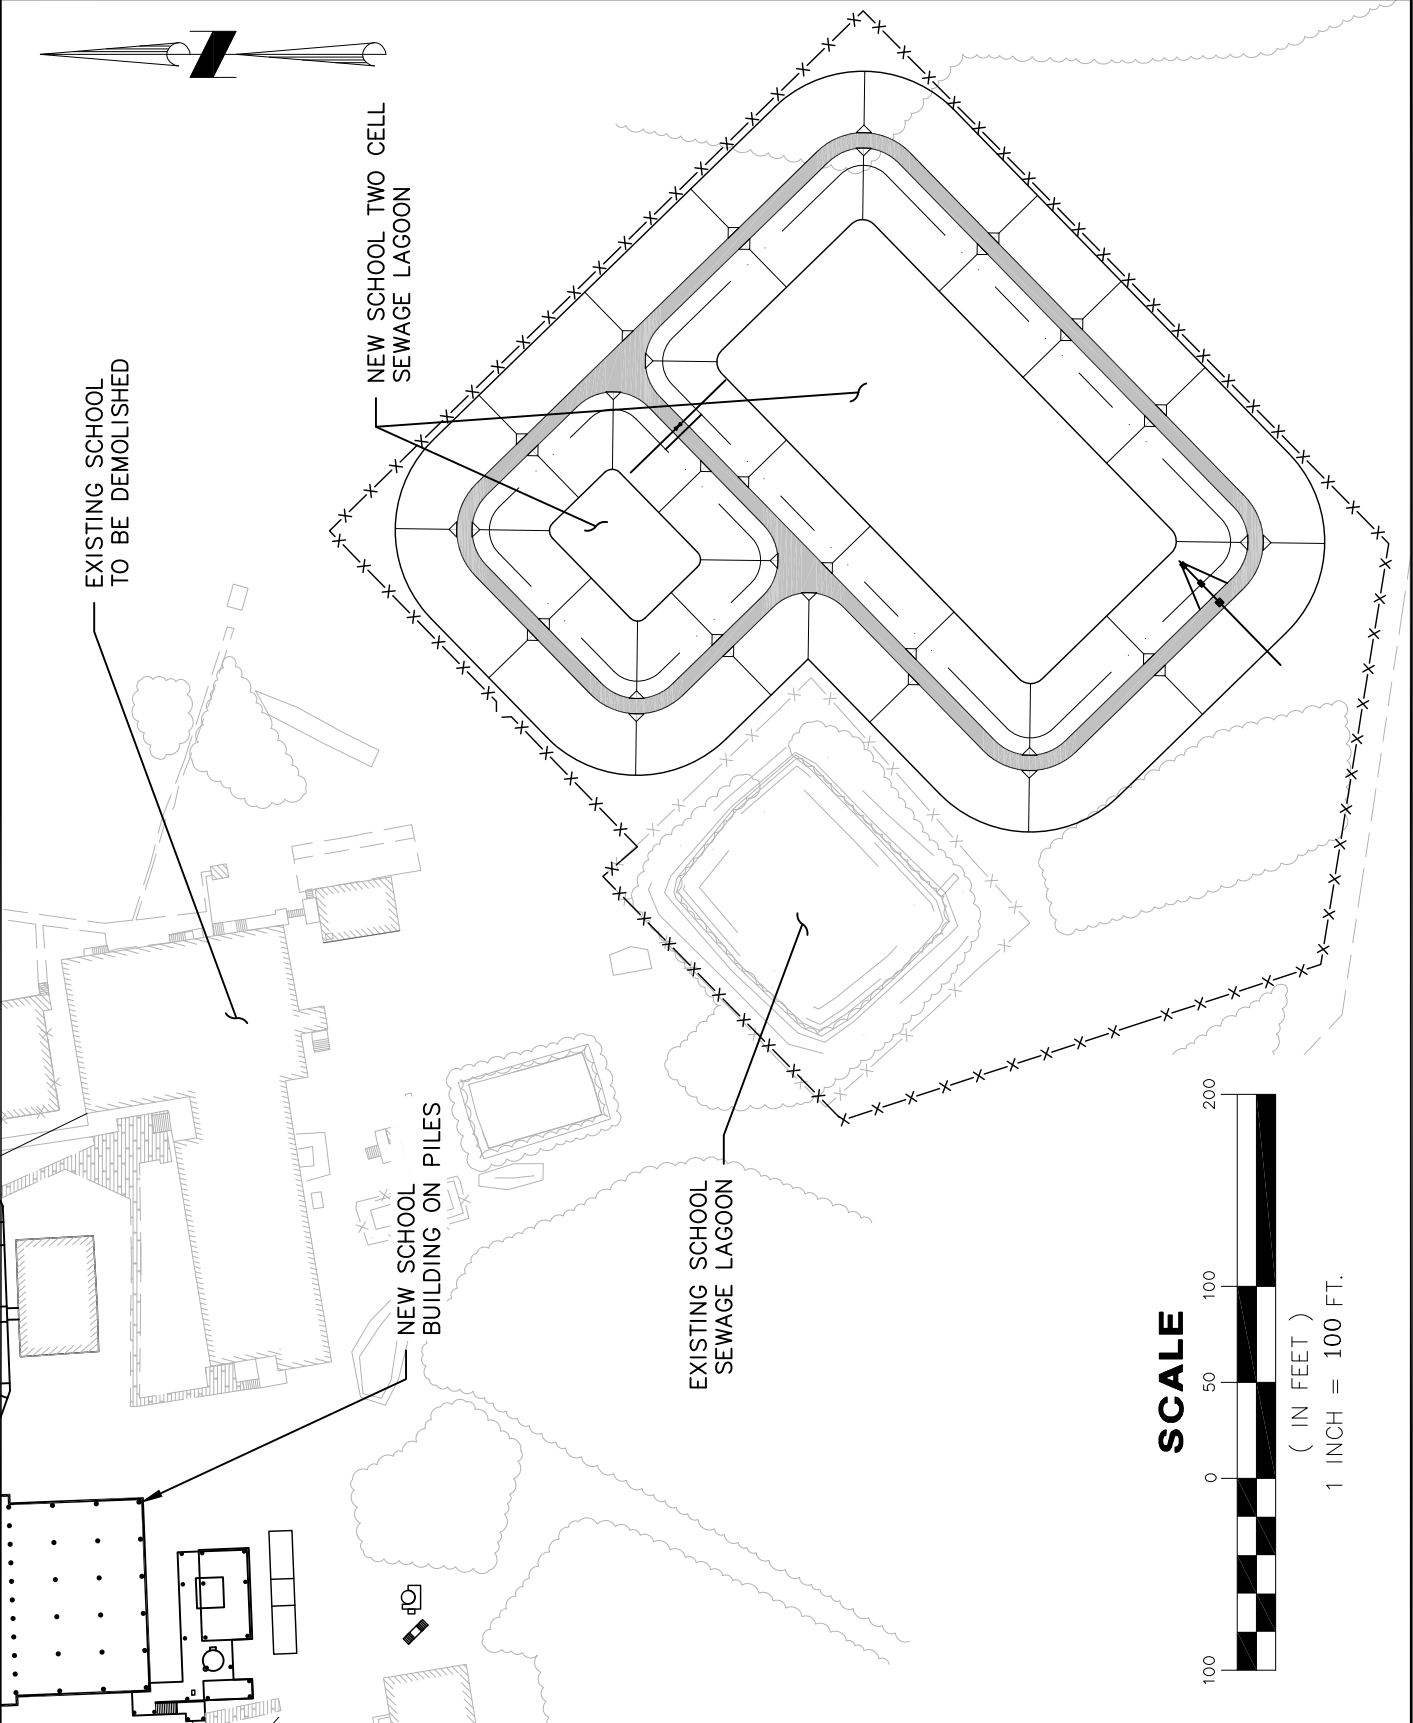 EXISTING SCHOOL
TO BE DEMOLISHED
NEW SCHOOL TWO CELL
SEWAGE LAGOON
NEW SCHOOL
BUILDING ON PILES
EXISTING SCHOOL
SEWAGE LAGOON
SCALE
100 0 50 100 200
( IN FEET )
1 INCH = 100 FT.